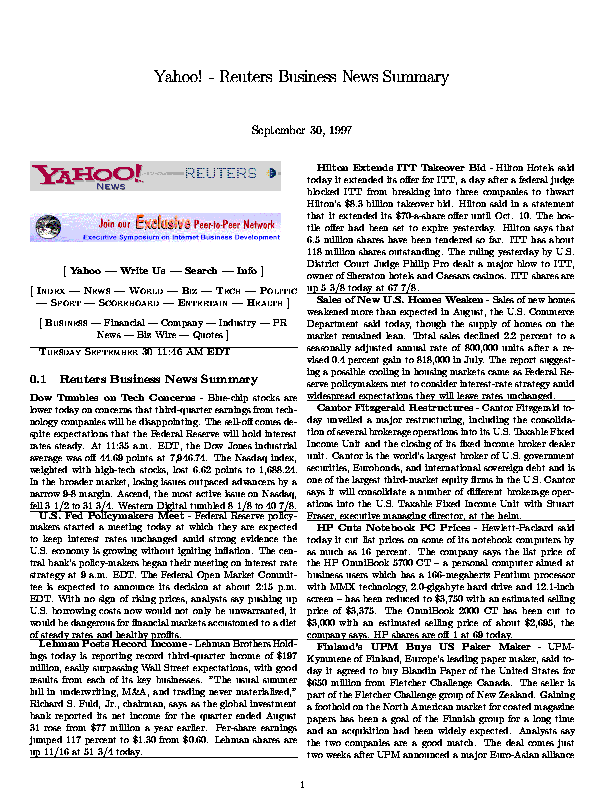 Yahoo! - Reuters Business News Summary
September 30, 1997
YAHOO! REUTERS
NEWS
Join our Exclusive Peer-to-Peer Network
Executive Symposium on Internet Business Development
[ Yahoo — Write Us — Search — Info ]
[ Index — News — World — Biz — Tech — Politic
— Sport — Scoreboard — Entertain — Health ]
[ Business — Financial — Company — Industry — PR
News — Biz Wire — Quotes ]
Tuesday September 30 11:46 AM EDT
0.1 Reuters Business News Summary
Dow Tumbles on Tech Concerns - Blue-chip stocks are
lower today on concerns that third-quarter earnings from tech-
nology companies will be disappointing. The sell-off comes de-
spite expectations that the Federal Reserve will hold interest
rates steady. At 11:35 a.m. EDT, the Dow Jones industrial
average was off 44.69 points at 7,946.74. The Nasdaq index,
weighted with high-tech stocks, lost 6.62 points to 1,688.24.
In the broader market, losing issues outpaced advancers by a
narrow 9-8 margin. Ascend, the most active issue on Nasdaq,
fell 3 1/2 to 31 3/4. Western Digital tumbled 8 1/8 to 40 7/8.
U.S. Fed Policymakers Meet - Federal Reserve policy-
makers started a meeting today at which they are expected
to keep interest rates unchanged amid strong evidence the
U.S. economy is growing without igniting inflation. The cen-
tral bank's policy-makers began their meeting on interest rate
strategy at 9 a.m. EDT. The Federal Open Market Commit-
tee is expected to announce its decision at about 2:15 p.m.
EDT. With no sign of rising prices, analysts say pushing up
U.S. borrowing costs now would not only be unwarranted, it
would be dangerous for financial markets accustomed to a diet
of steady rates and healthy profits.
Lehman Posts Record Income - Lehman Brothers Hold-
ings today is reporting record third-quarter income of $197
million, easily surpassing Wall Street expectations, with good
results from each of its key businesses. "The usual summer
lull in underwriting, M&A, and trading never materialized,"
Richard S. Fuld, Jr., chairman, says as the global investment
bank reported its net income for the quarter ended August
31 rose from $77 million a year earlier. Per-share earnings
jumped 117 percent to $1.30 from $0.60. Lehman shares are
up 11/16 at 51 3/4 today.
Hilton Extends ITT Takeover Bid - Hilton Hotels said
today it extended its offer for ITT, a day after a federal judge
blocked ITT from breaking into three companies to thwart
Hilton's $8.3 billion takeover bid. Hilton said in a statement
that it extended its $70-a-share offer until Oct. 10. The hos-
tile offer had been set to expire yesterday. Hilton says that
6.5 million shares have been tendered so far. ITT has about
118 million shares outstanding. The ruling yesterday by U.S.
District Court Judge Philip Pro dealt a major blow to ITT,
owner of Sheraton hotels and Caesars casinos. ITT shares are
up 5 3/8 today at 67 7/8.
Sales of New U.S. Homes Weaken - Sales of new homes
weakened more than expected in August, the U.S. Commerce
Department said today, though the supply of homes on the
market remained lean. Total sales declined 2.2 percent to a
seasonally adjusted annual rate of 800,000 units after a re-
vised 0.4 percent gain to 818,000 in July. The report suggest-
ing a possible cooling in housing markets came as Federal Re-
serve policymakers met to consider interest-rate strategy amid
widespread expectations they will leave rates unchanged.
Cantor Fitzgerald Restructures - Cantor Fitzgerald to-
day unveiled a major restructuring, including the consolida-
tion of several brokerage operations into its U.S. Taxable Fixed
Income Unit and the closing of its fixed income broker dealer
unit. Cantor is the world's largest broker of U.S. government
securities, Eurobonds, and international sovereign debt and is
one of the largest third-market equity firms in the U.S. Cantor
says it will consolidate a number of different brokerage oper-
ations into the U.S. Taxable Fixed Income Unit with Stuart
Fraser, executive managing director, at the helm.
HP Cuts Notebook PC Prices - Hewlett-Packard said
today it cut list prices on some of its notebook computers by
as much as 16 percent. The company says the list price of
the HP OmniBook 5700 CT – a personal computer aimed at
business users which has a 166-megahertz Pentium processor
with MMX technology, 2.0-gigabyte hard drive and 12.1-inch
screen – has been reduced to $3,750 with an estimated selling
price of $3,375. The OmniBook 2000 CT has been cut to
$3,000 with an estimated selling price of about $2,695, the
company says. HP shares are off 1 at 69 today.
Finland's UPM Buys US Paker Maker - UPM-
Kymmene of Finland, Europe's leading paper maker, said to-
day it agreed to buy Blandin Paper of the United States for
$650 million from Fletcher Challenge Canada. The seller is
part of the Fletcher Challenge group of New Zealand. Gaining
a foothold on the North American market for coated magazine
papers has been a goal of the Finnish group for a long time
and an acquisition had been widely expected. Analysts say
the two companies are a good match. The deal comes just
two weeks after UPM announced a major Euro-Asian alliance
1